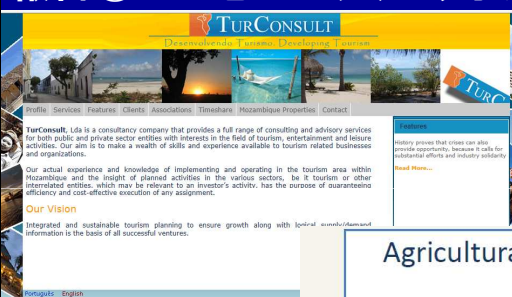 TURCONSULT
Desenvolvendo Turismo, Developing Tourism
TURC
Profile Services Features Clients Associations Timeshare Mozambique Properties Contact
TurConsult, Lda is a consultancy company that provides a full range of consulting and advisory services
for both public and private sector entities with interests in the field of tourism, entertainment and leisure
activities. Our aim is to make a wealth of skills and experience available to tourism related businesses
and organizations.
Our actual experience and knowledge of implementing and operating in the tourism area within
Mozambique and the insight of planned activities in the various sectors, be it tourism or other
interrelated entities, which may be relevant to an investor's activity, has the purpose of guaranteeing
efficiency and cost-effective execution of any assignment.
Our Vision
Integrated and sustainable tourism planning to ensure growth along with logical supply/demand
information is the basis of all successful ventures.
Features
History proves that crises can also
provide opportunity, because it calls for
substantial efforts and industry solidarity
Read More...
Agricultura
Português English